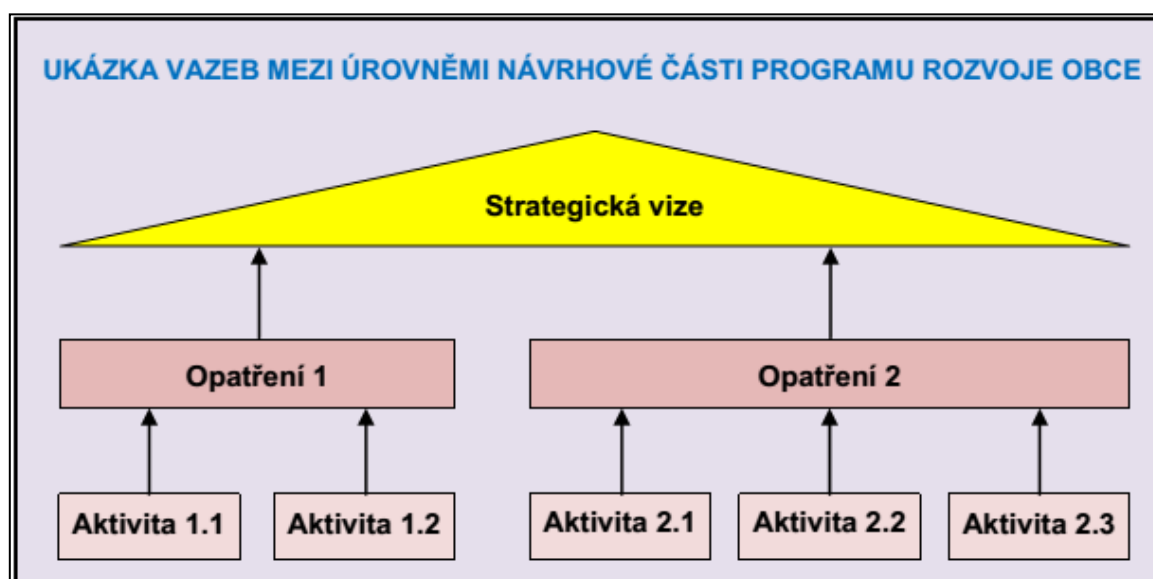 UKÁZKA VAZEB MEZI ÚROVNĚMI NÁVRHOVÉ ČÁSTI PROGRAMU ROZVOJE OBCE
Strategická vize
Opatření 1
Opatření 2
Aktivita 1.1
Aktivita 1.2
Aktivita 2.1
Aktivita 2.2
Aktivita 2.3